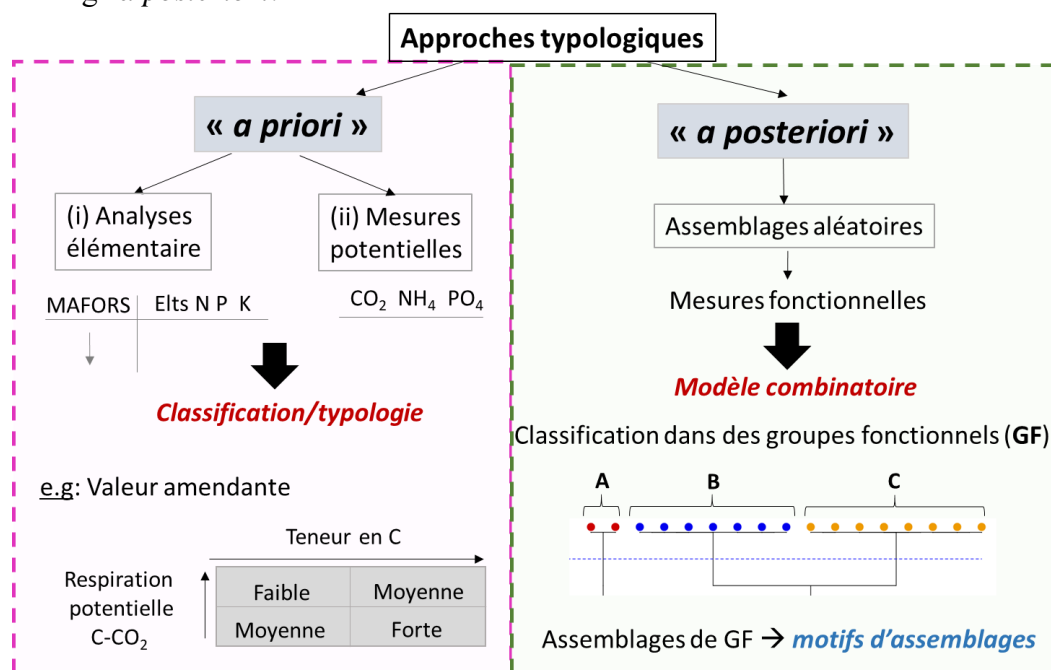 a posteriori.
Approches typologiques
« a priori »
(i) Analyses
élémentaire
(ii) Mesures
potentielles
MAFORS
Elts N P K
CO₂ NH₄ PO₄
Classification/typologie
e.g: Valeur amendante
Teneur en C
Respiration
potentielle
C-CO₂
Faible
Moyenne
Moyenne
Forte
« a posteriori »
Assemblages aléatoires
Mesures fonctionnelles
Modèle combinatoire
Classification dans des groupes fonctionnels (GF)
A
B
C
Assemblages de GF → motifs d’assemblages